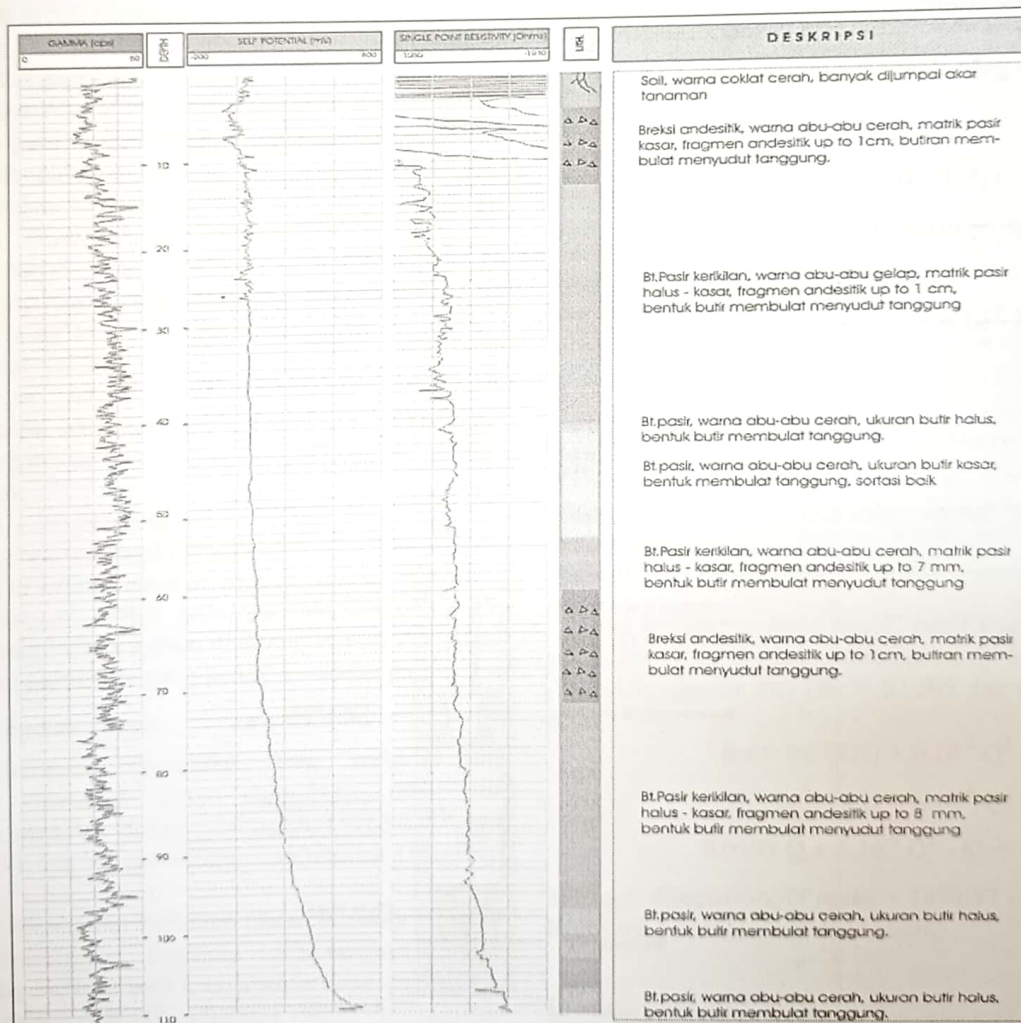 GAMMA (cps)
0 60
SELF POTENTIAL (mV)
-200 600
SINGLE POINT RESISTIVITY (Ohms)
DESKRIPSI
10
20
30
40
50
60
70
80
90
100
110
Soil, warna coklat cerah, banyak dijumpai akar
tanaman
Breksi andesitik, warna abu-abu cerah, matrik pasir
kasar, fragmen andesitik up to 1cm, butiran mem-
bulat menyudut tanggung.
Bt.Pasir kerikilan, warna abu-abu gelap, matrik pasir
halus - kasar, fragmen andesitik up to 1 cm,
bentuk butir membulat menyudut tanggung
Bt.pasir, warna abu-abu cerah, ukuran butir halus,
bentuk butir membulat tanggung.
Bt.pasir, warna abu-abu cerah, ukuran butir kasar,
bentuk membulat tanggung, sortasi baik
Bt.Pasir kerikilan, warna abu-abu cerah, matrik pasir
halus - kasar, fragmen andesitik up to 7 mm,
bentuk butir membulat menyudut tanggung
Breksi andesitik, warna abu-abu cerah, matrik pasir
kasar, fragmen andesitik up to 1cm, butiran mem-
bulat menyudut tanggung.
Bt.Pasir kerikilan, warna abu-abu cerah, matrik pasir
halus - kasar, fragmen andesitik up to 8 mm,
bentuk butir membulat menyudut tanggung
Bt.pasir, warna abu-abu cerah, ukuran butir halus,
bentuk butir membulat tanggung.
Bt.pasir, warna abu-abu cerah, ukuran butir halus,
bentuk butir membulat tanggung.